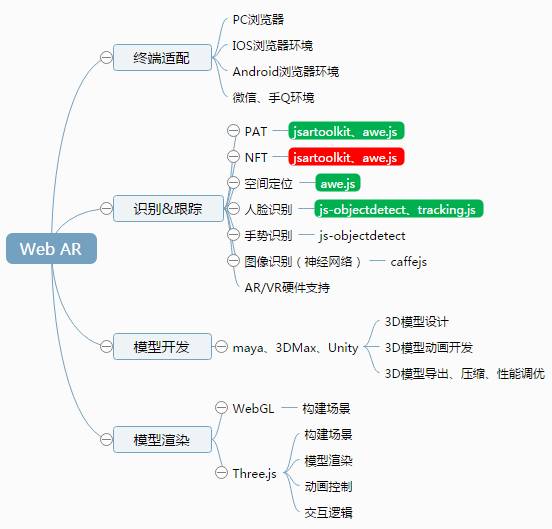 Web AR
终端适配
PC浏览器
IOS浏览器环境
Android浏览器环境
微信、手Q环境
识别&跟踪
PAT
jsartoolkit、awe.js
NFT
jsartoolkit、awe.js
空间定位
awe.js
人脸识别
js-objectdetect、tracking.js
手势识别
js-objectdetect
图像识别（神经网络）
caffejs
AR/VR硬件支持
模型开发
maya、3DMax、Unity
3D模型设计
3D模型动画开发
3D模型导出、压缩、性能调优
模型渲染
WebGL
构建场景
Three.js
构建场景
模型渲染
动画控制
交互逻辑